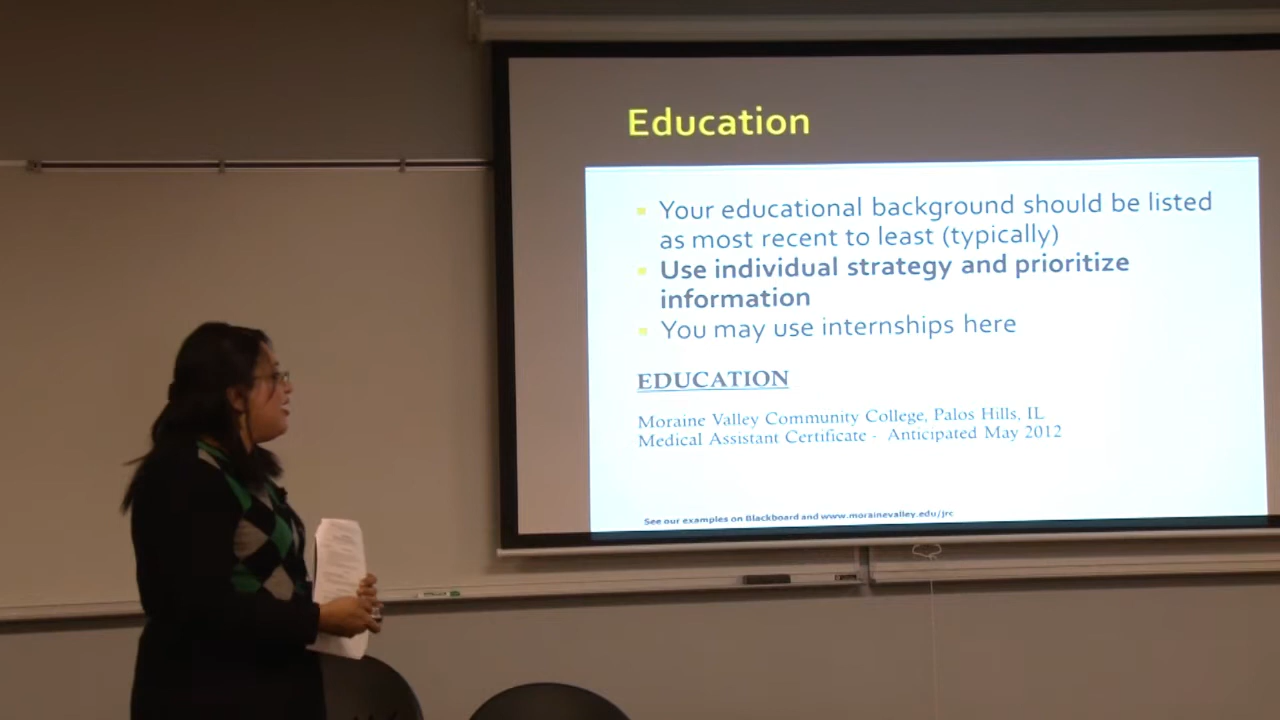 Education
Your educational background should be listed
as most recent to least (typically)
Use individual strategy and prioritize
information
You may use internships here
EDUCATION
Moraine Valley Community College, Palos Hills, IL
Medical Assistant Certificate - Anticipated May 2012
See our examples on Blackboard and www.morainevalley.edu/jrc